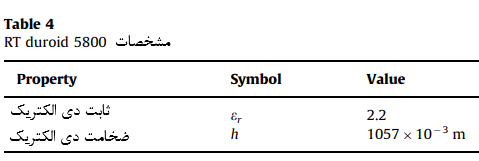 Table 4
RT duroid 5800 مشخصات
Property Symbol Value
ثابت دی الکتریک εr 2.2
ضخامت دی الکتریک h 1057 × 10⁻³ m